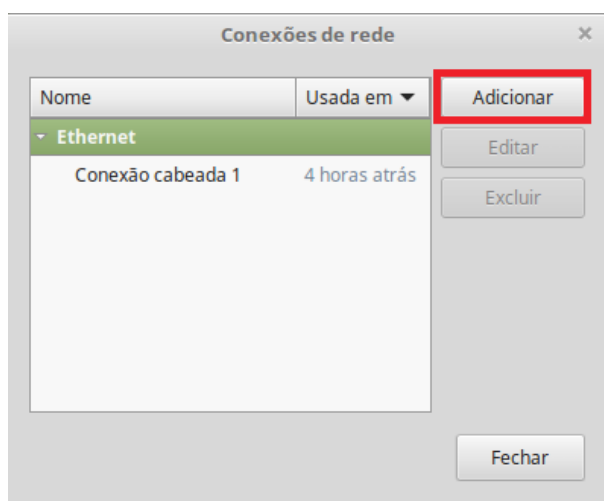 Conexões de rede
Nome Usada em Adicionar
Ethernet Editar
Conexão cabeada 1 4 horas atrás
Excluir
Fechar